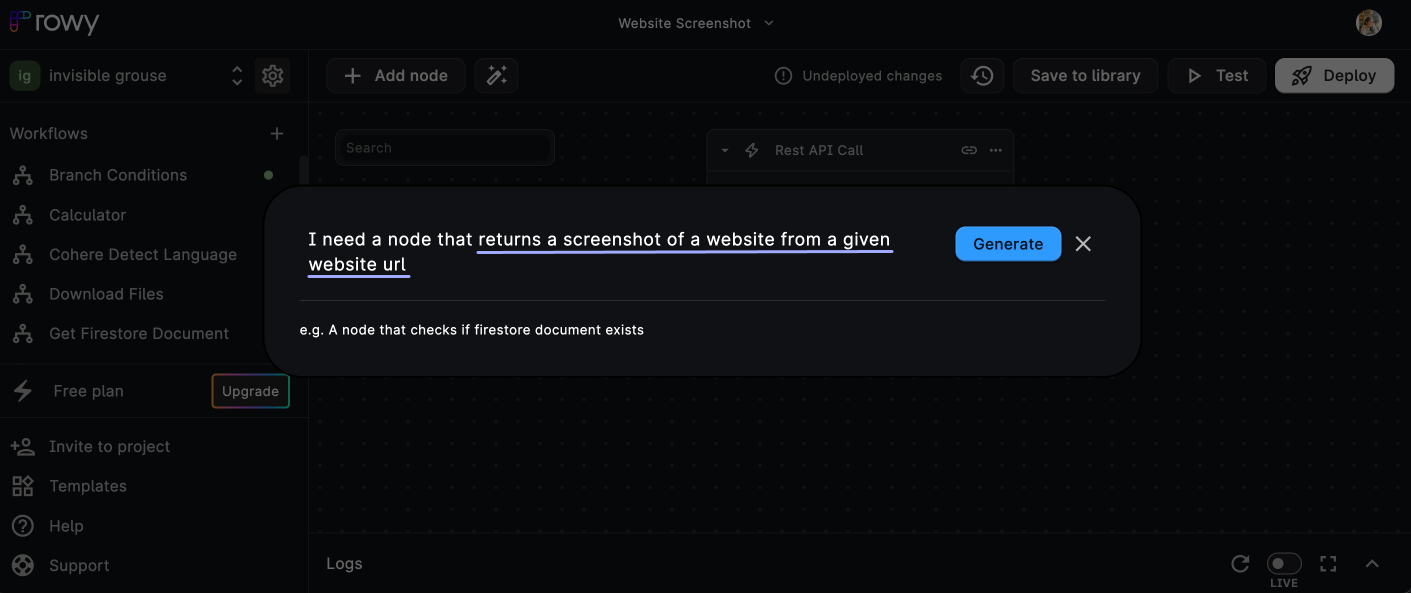 rowy
Website Screenshot
ig invisible grouse
Add node
Undeployed changes
Save to library
Test
Deploy
Workflows
Search
Rest API Call
Branch Conditions
Calculator
Cohere Detect Language
Download Files
Get Firestore Document
I need a node that returns a screenshot of a website from a given
website url
Generate
e.g. A node that checks if firestore document exists
Free plan
Upgrade
Invite to project
Templates
Help
Support
Logs
LIVE